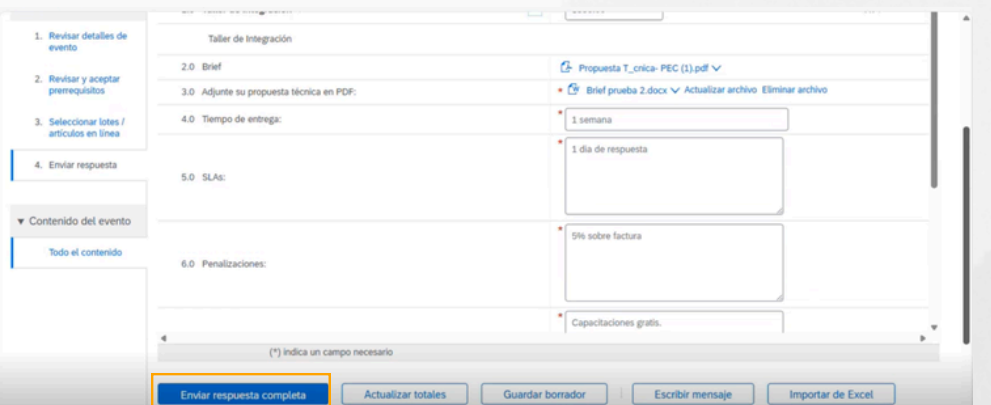 1. Revisar detalles de
evento
2. Revisar y aceptar
prerrequisitos
3. Seleccionar lotes /
artículos en línea
4. Enviar respuesta
▼ Contenido del evento
Todo el contenido
Taller de Integración
2.0 Brief
Propuesta T_cnica- PEC (1).pdf
3.0 Adjunte su propuesta técnica en PDF:
* Brief prueba 2.docx Actualizar archivo Eliminar archivo
4.0 Tiempo de entrega:
* 1 semana
5.0 SLAs:
* 1 dia de respuesta
6.0 Penalizaciones:
* 5% sobre factura
* Capacitaciones gratis.
(*) indica un campo necesario
Enviar respuesta completa
Actualizar totales
Guardar borrador
Escribir mensaje
Importar de Excel